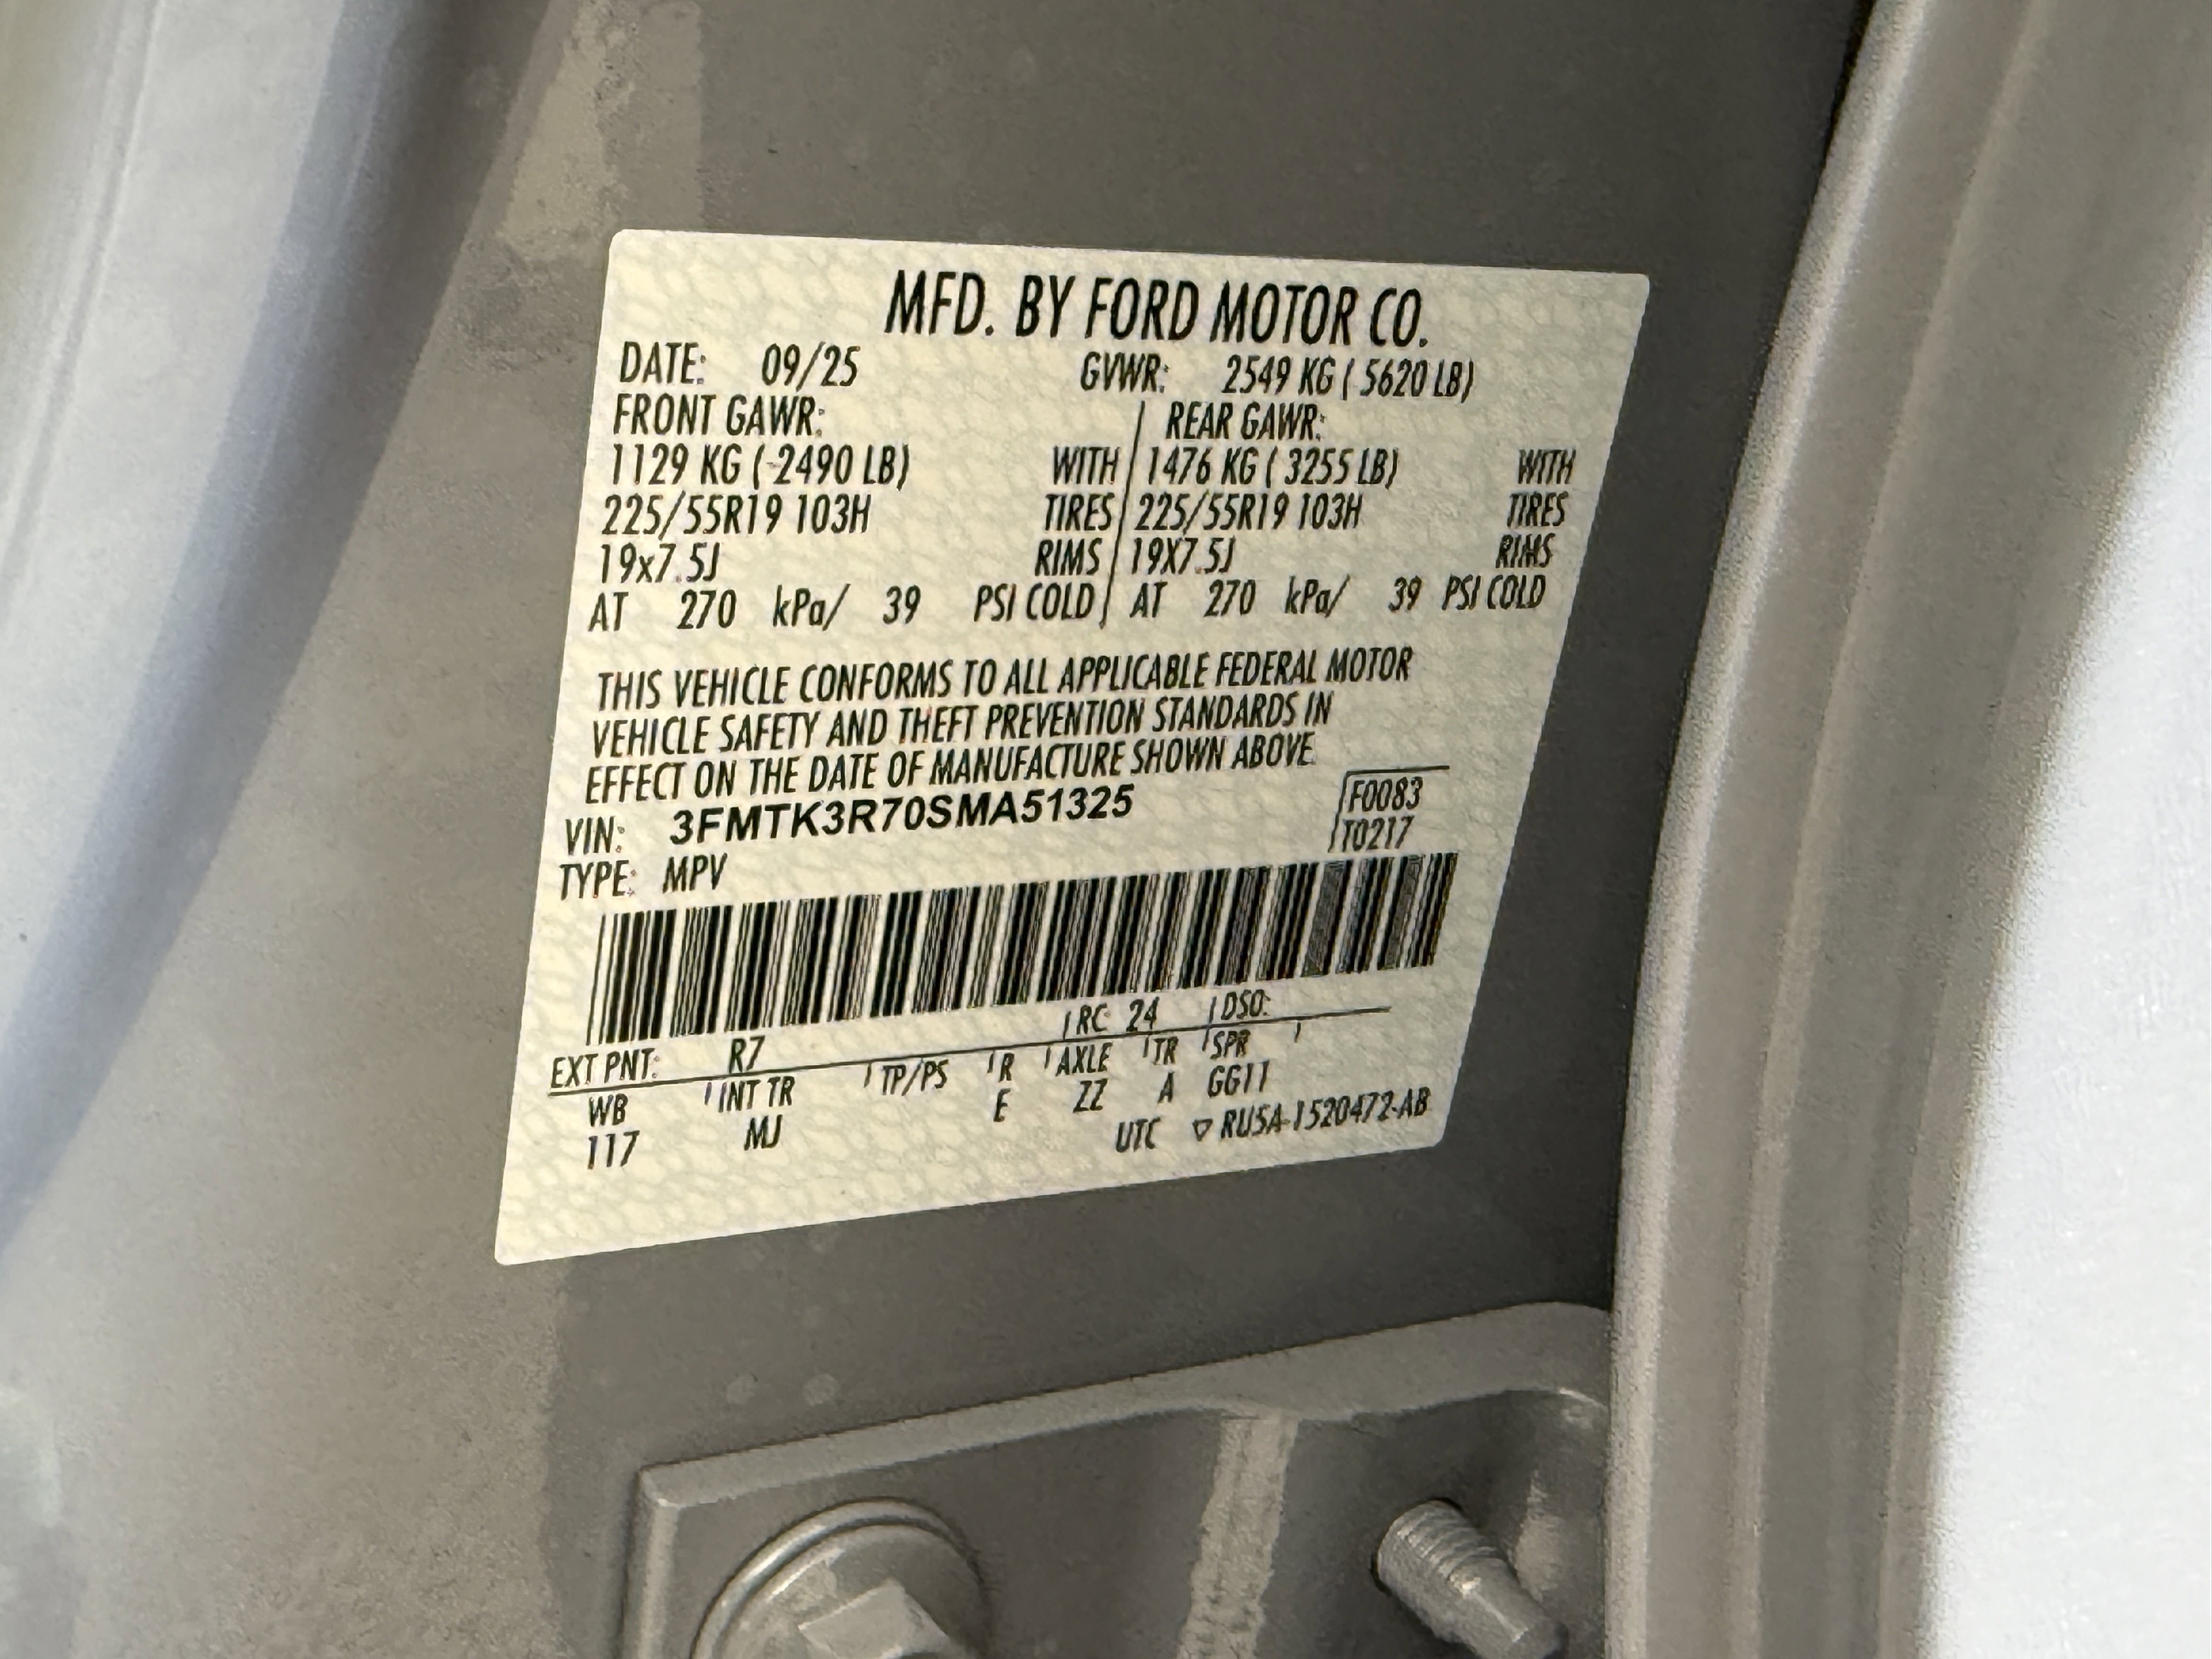 MFD. BY FORD MOTOR CO.
DATE: 09/25 GVWR: 2549 KG ( 5620 LB)
FRONT GAWR: REAR GAWR:
1129 KG ( 2490 LB) WITH 1476 KG ( 3255 LB) WITH
225/55R19 103H TIRES 225/55R19 103H TIRES
19x7.5J RIMS 19X7.5J RIMS
AT 270 kPa/ 39 PSI COLD AT 270 kPa/ 39 PSI COLD
THIS VEHICLE CONFORMS TO ALL APPLICABLE FEDERAL MOTOR
VEHICLE SAFETY AND THEFT PREVENTION STANDARDS IN
EFFECT ON THE DATE OF MANUFACTURE SHOWN ABOVE.
VIN: 3FMTK3R70SMA51325 F0083
TYPE: MPV T0217
EXT PNT: R7 RC: 24 DSO:
WB INT TR TP/PS R AXLE TR SPR
117 MJ E ZZ A GG11
UTC ▽ RU5A-1520472-AB